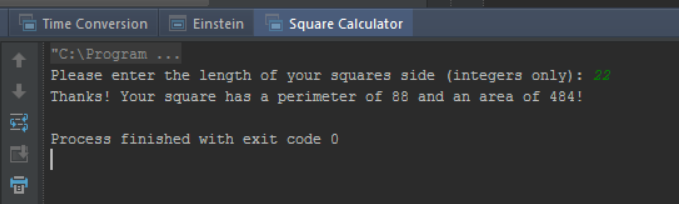 Time Conversion Einstein Square Calculator
"C:\Program ...
Please enter the length of your squares side (integers only): 22
Thanks! Your square has a perimeter of 88 and an area of 484!
Process finished with exit code 0